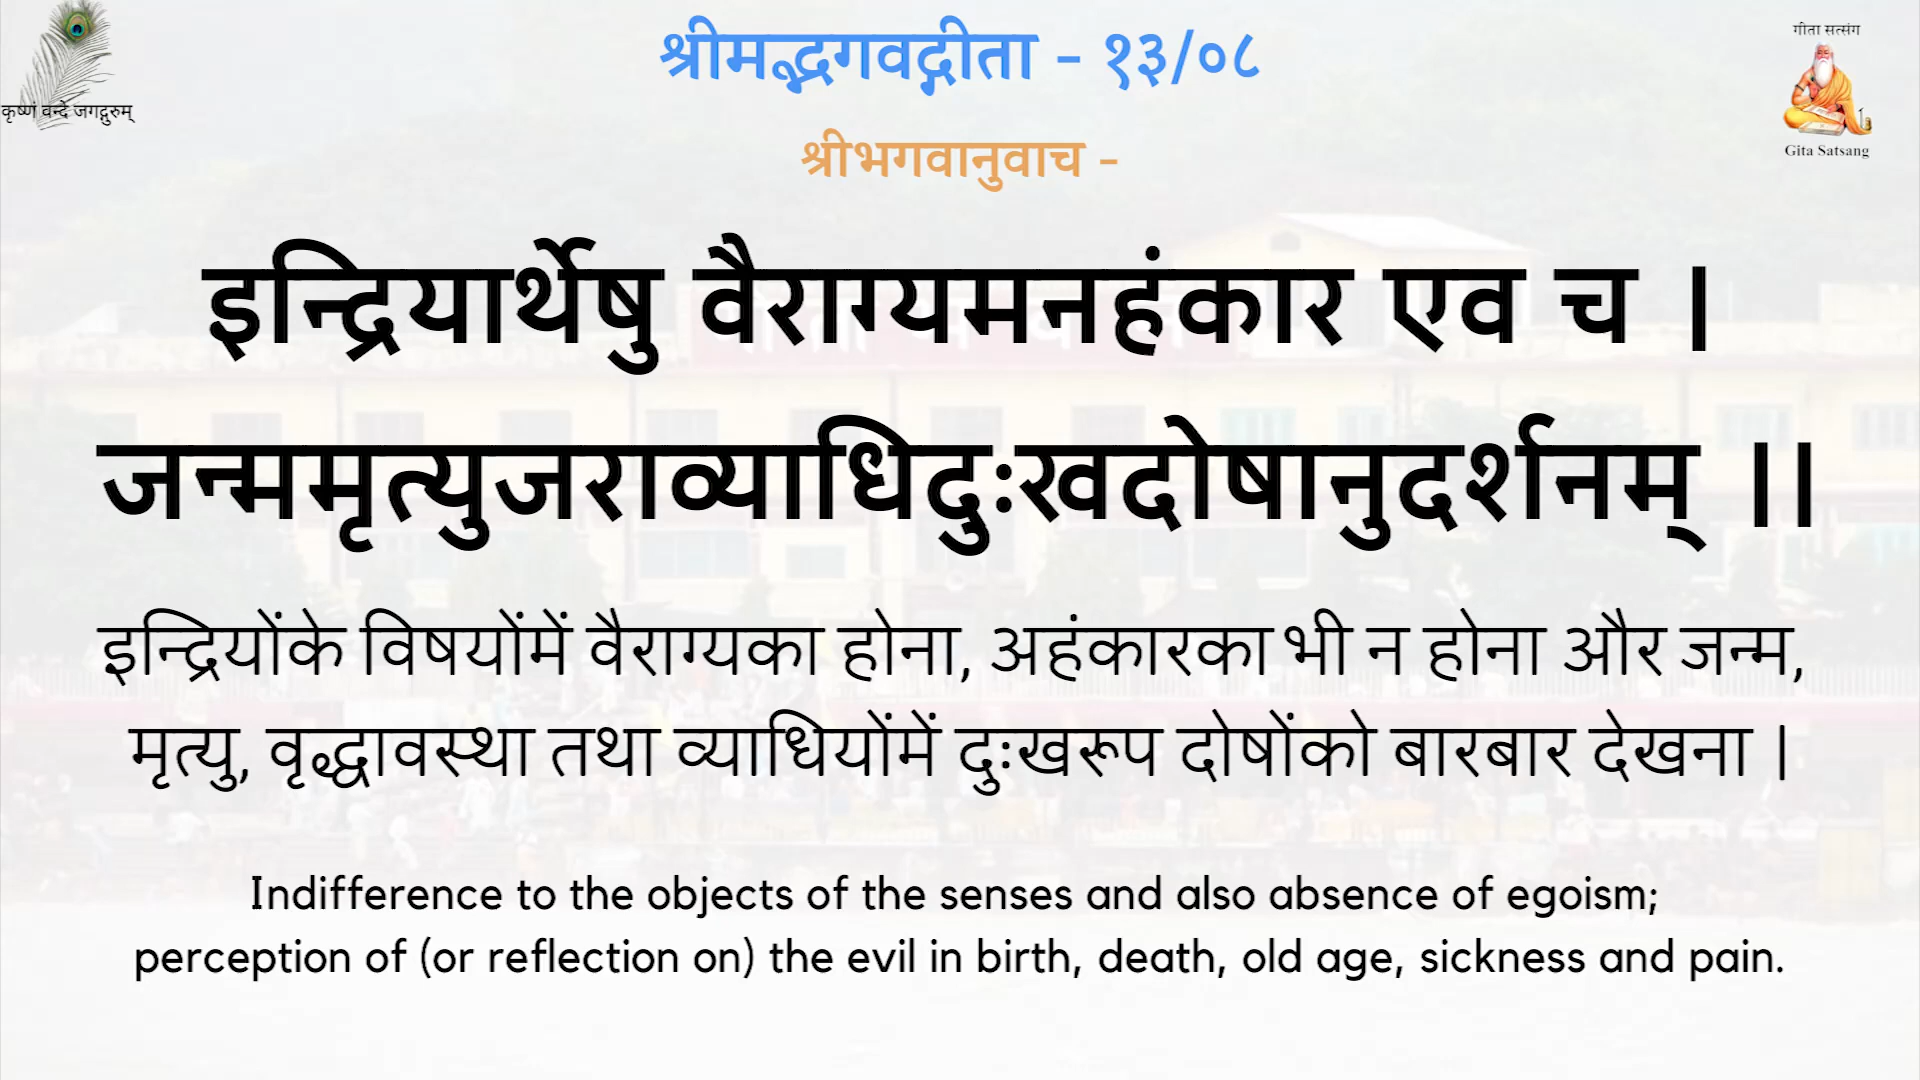 श्रीमद्भगवद्गीता - १३/०८
कृष्णं वन्दे जगद्गुरुम्
गीता सत्संग
Gita Satsang
श्रीभगवानुवाच -
इन्द्रियार्थेषु वैराग्यमनहंकार एव च ।
जन्ममृत्युजराव्याधिदुःखदोषानुदर्शनम् ।।
इन्द्रियोंके विषयोंमें वैराग्यका होना, अहंकारका भी न होना और जन्म,
मृत्यु, वृद्धावस्था तथा व्याधियोंमें दुःखरूप दोषोंको बारबार देखना |
Indifference to the objects of the senses and also absence of egoism;
perception of (or reflection on) the evil in birth, death, old age, sickness and pain.